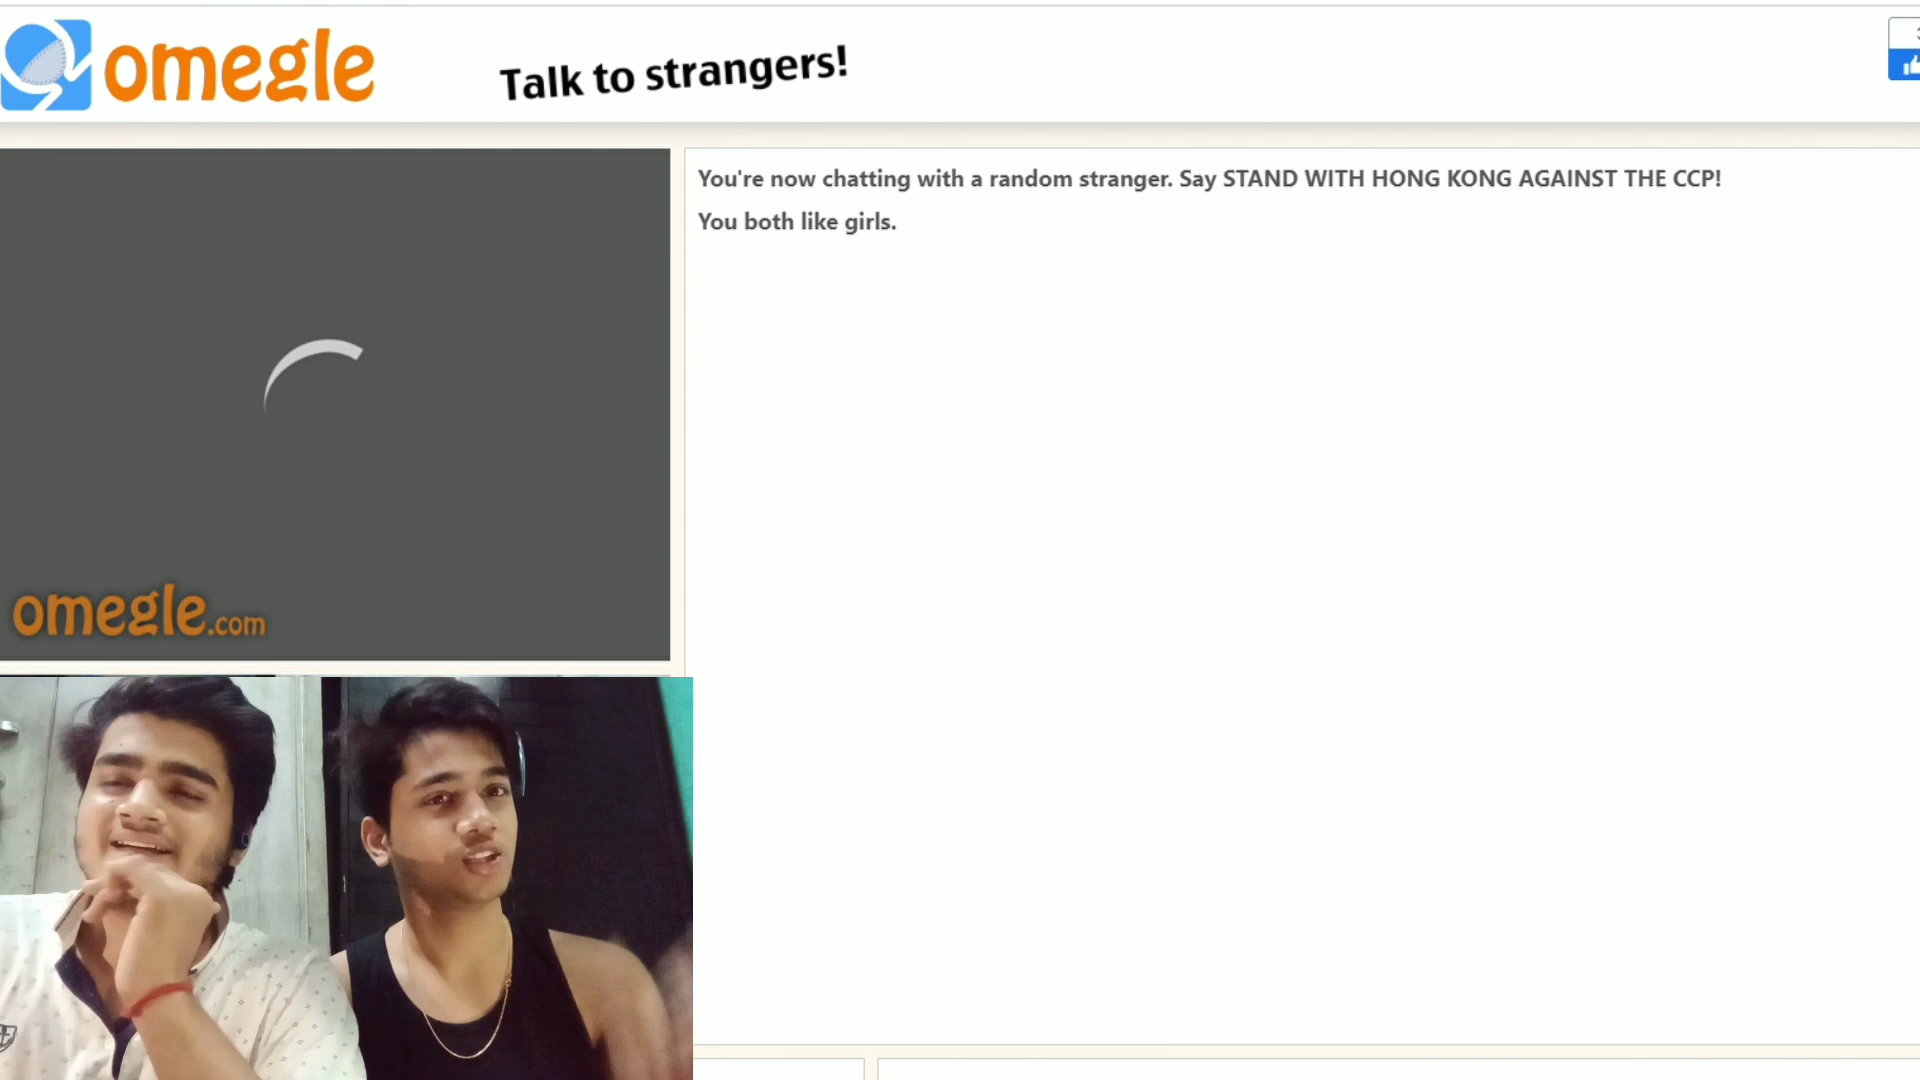 omegle
Talk to strangers!
You're now chatting with a random stranger. Say STAND WITH HONG KONG AGAINST THE CCP!
You both like girls.
omegle.com